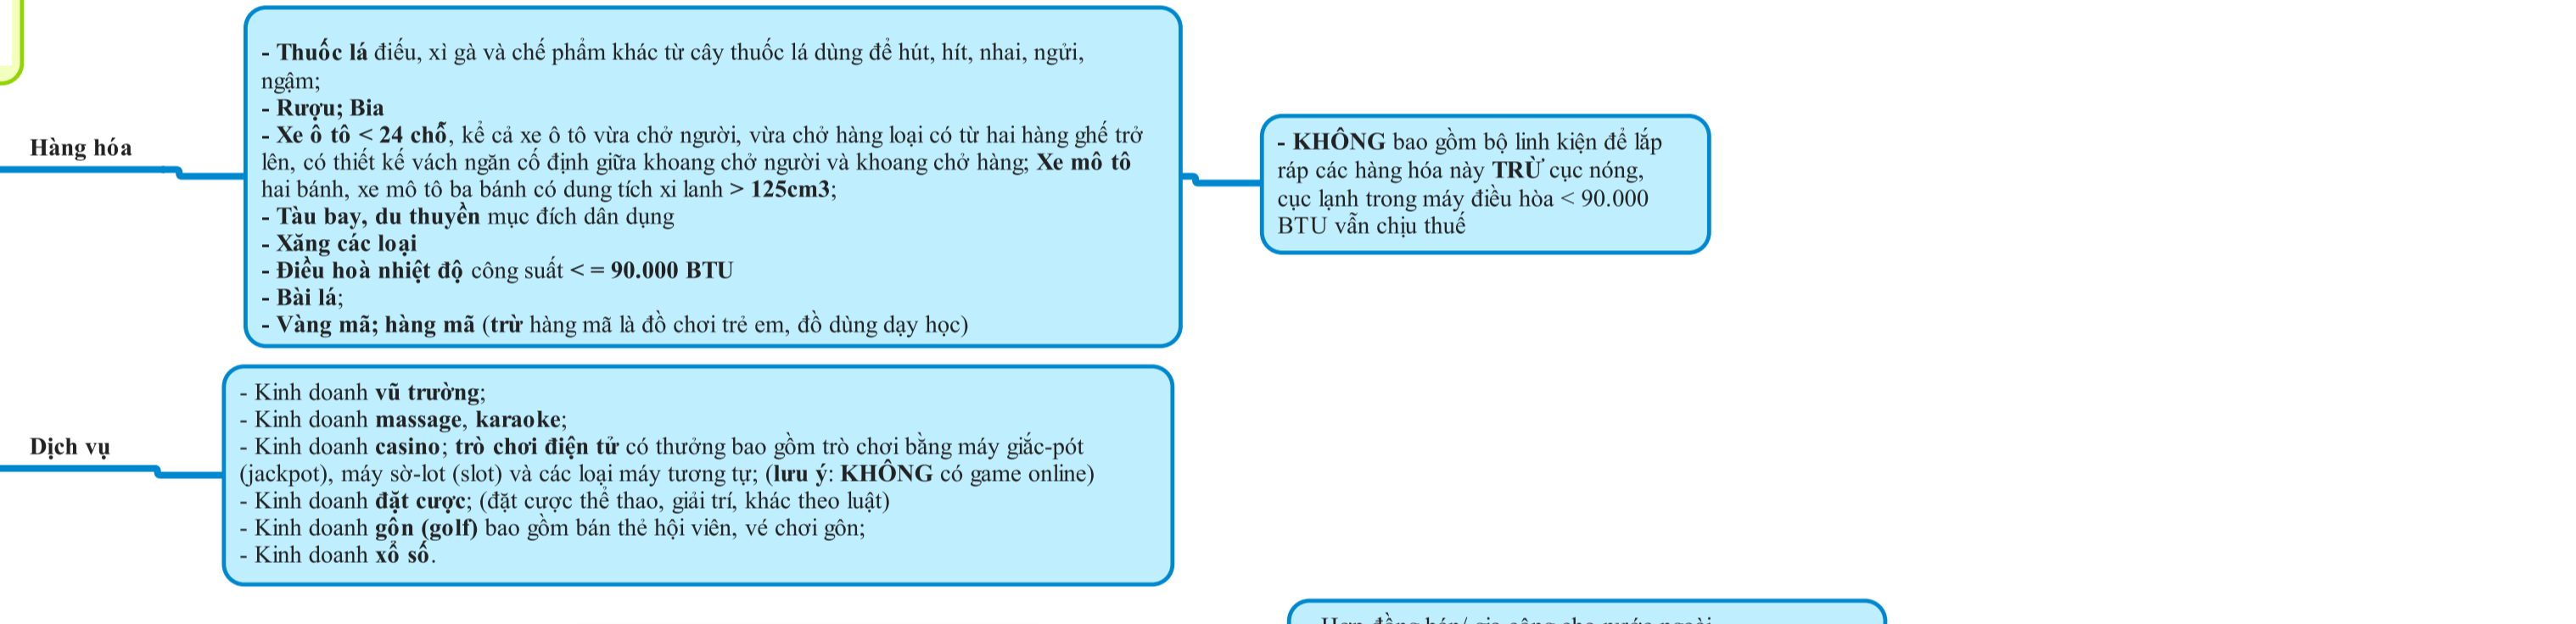 Hàng hóa
- Thuốc lá điếu, xì gà và chế phẩm khác từ cây thuốc lá dùng để hút, hít, nhai, ngửi,
ngậm;
- Rượu; Bia
- Xe ô tô < 24 chỗ, kể cả xe ô tô vừa chở người, vừa chở hàng loại có từ hai hàng ghế trở
lên, có thiết kế vách ngăn cố định giữa khoang chở người và khoang chở hàng; Xe mô tô
hai bánh, xe mô tô ba bánh có dung tích xi lanh > 125cm3;
- Tàu bay, du thuyền mục đích dân dụng
- Xăng các loại
- Điều hoà nhiệt độ công suất < = 90.000 BTU
- Bài lá;
- Vàng mã; hàng mã (trừ hàng mã là đồ chơi trẻ em, đồ dùng dạy học)
- KHÔNG bao gồm bộ linh kiện để lắp
ráp các hàng hóa này TRỪ cục nóng,
cục lạnh trong máy điều hòa < 90.000
BTU vẫn chịu thuế
Dịch vụ
- Kinh doanh vũ trường;
- Kinh doanh massage, karaoke;
- Kinh doanh casino; trò chơi điện tử có thưởng bao gồm trò chơi bằng máy giắc-pót
(jackpot), máy sờ-lot (slot) và các loại máy tương tự; (lưu ý: KHÔNG có game online)
- Kinh doanh đặt cược; (đặt cược thể thao, giải trí, khác theo luật)
- Kinh doanh gôn (golf) bao gồm bán thẻ hội viên, vé chơi gôn;
- Kinh doanh xổ số.